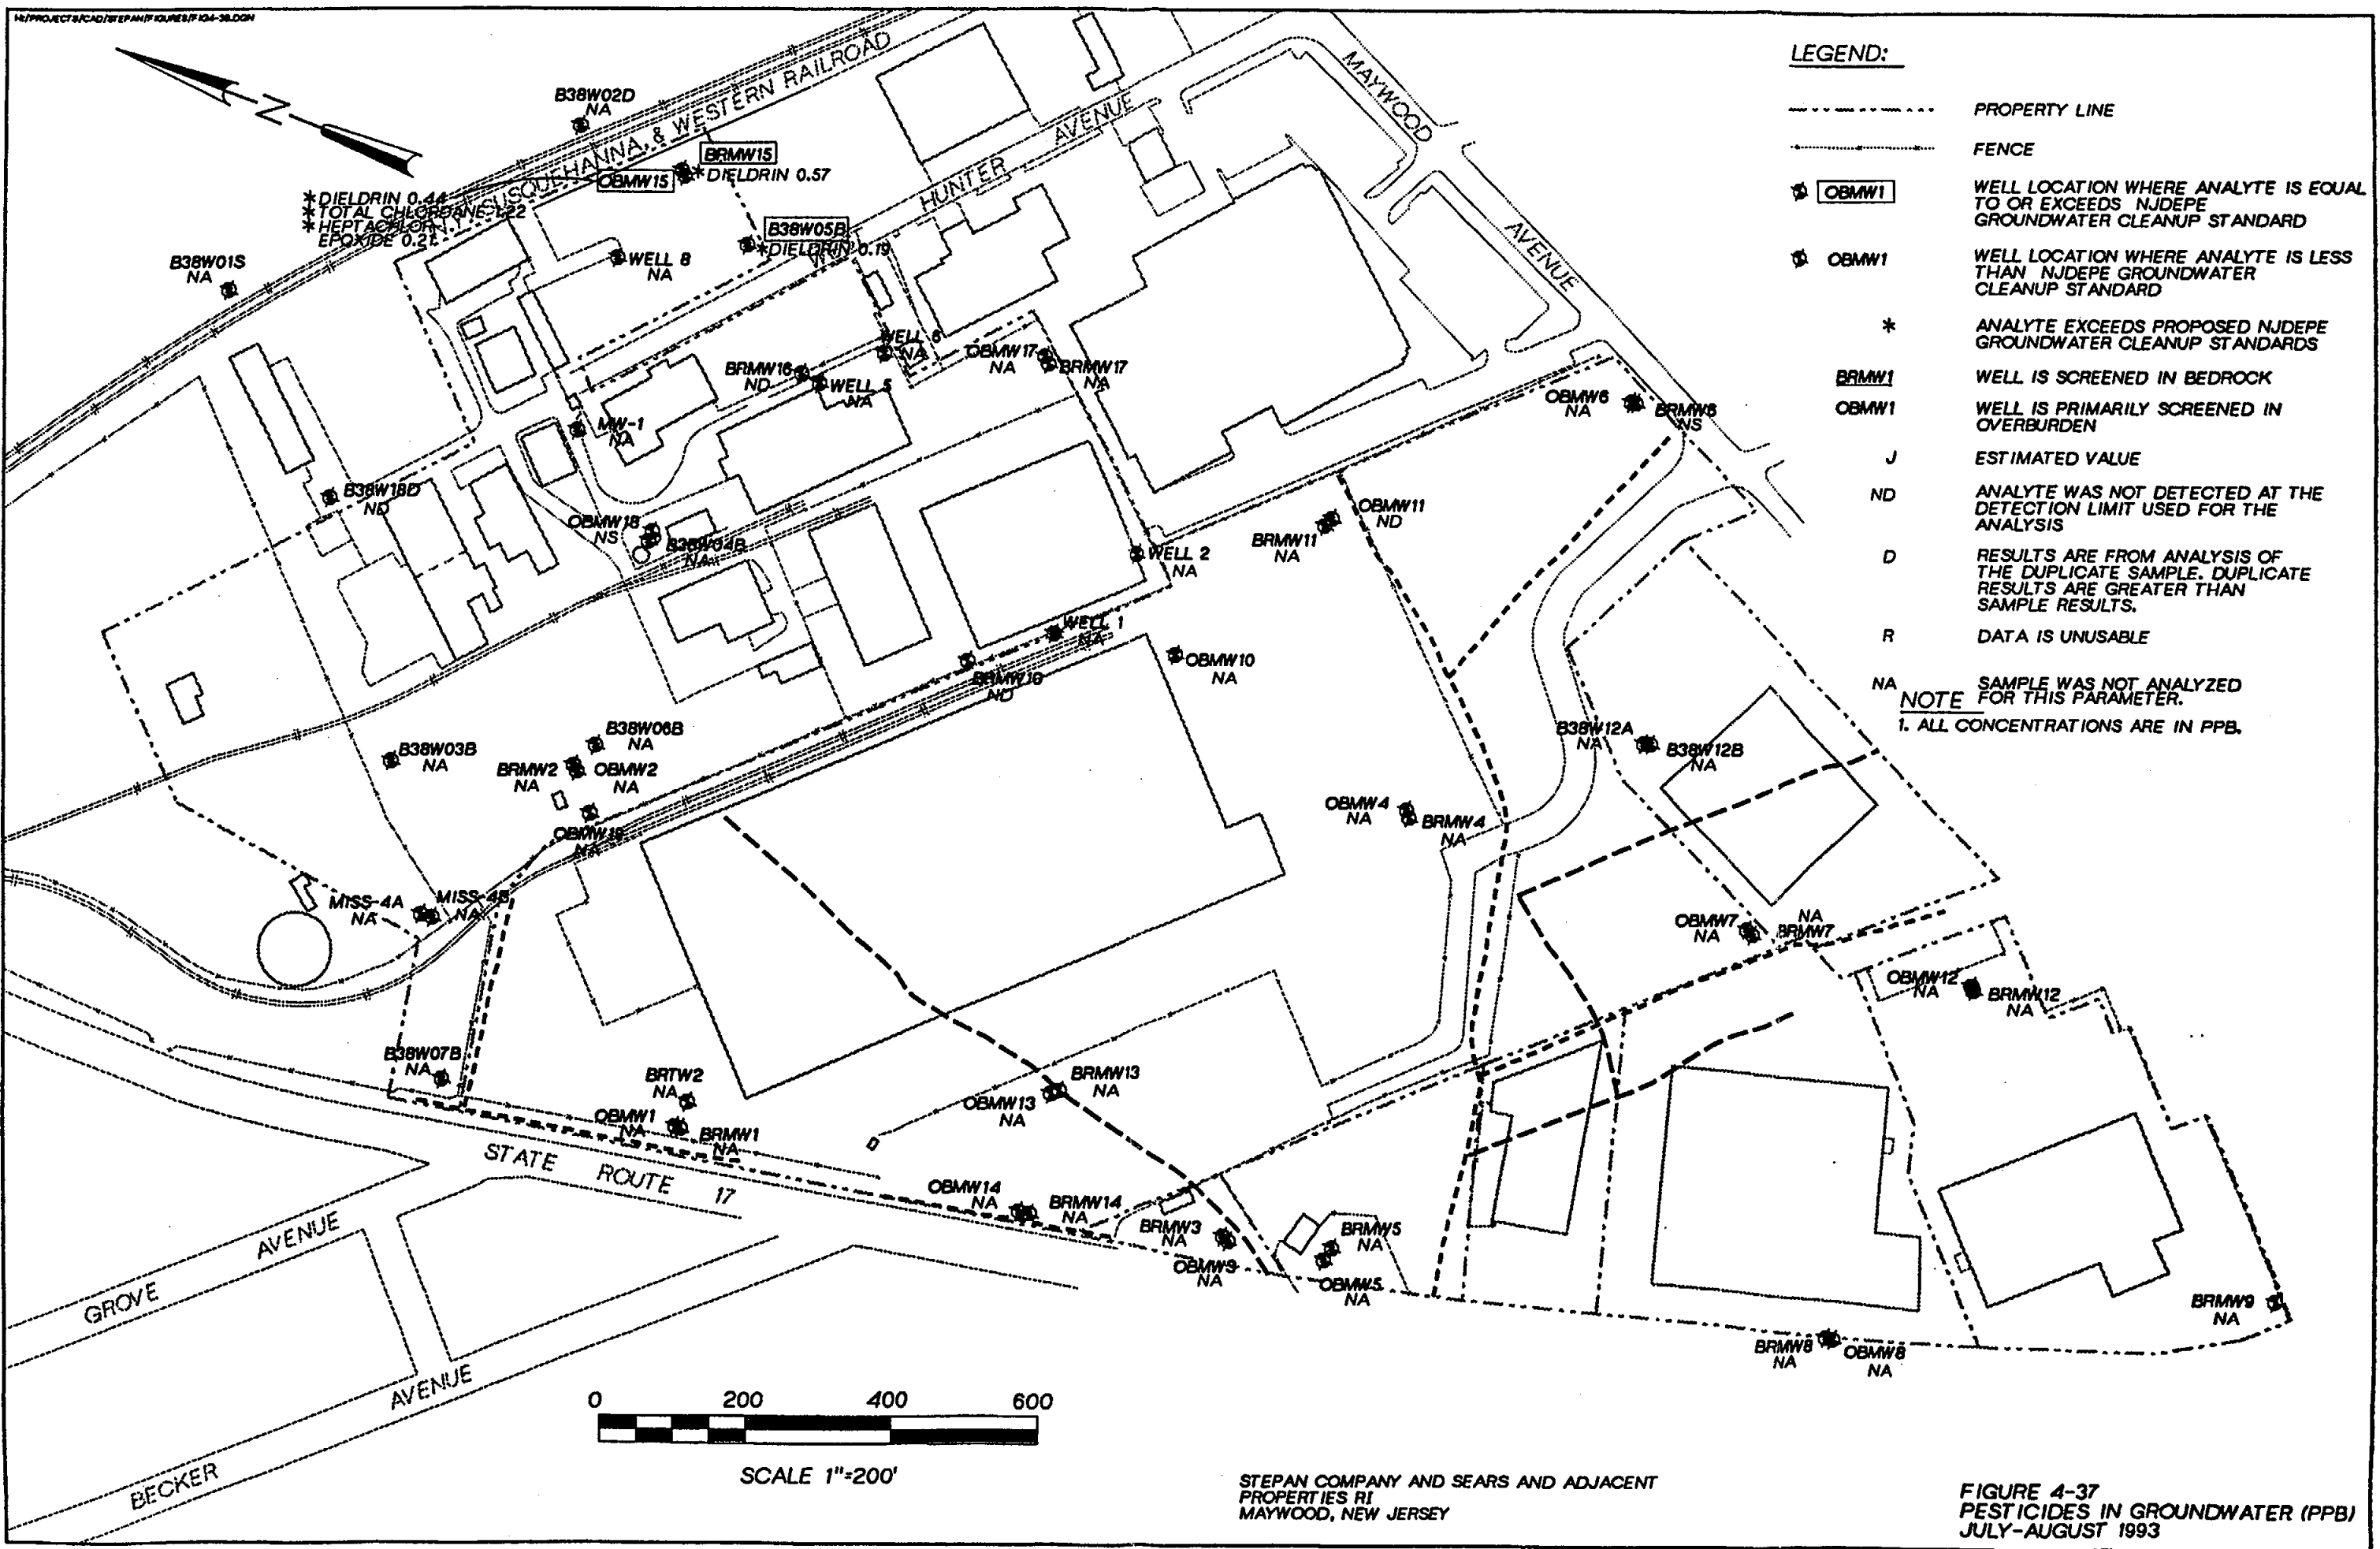 H:/PROJECTS/CAD/STEPAN/FIGURES/FIG4-38.DGN
N
SUSQUEHANNA, & WESTERN RAILROAD
MAYWOOD
AVENUE
HUNTER
AVENUE
B38W02D
NA
BRMW15
OBMW15
*DIELDRIN 0.57
*DIELDRIN 0.44
*TOTAL CHLORDANE 1.22
*HEPTACHLOR
EPOXIDE 0.21
B38W05B
*DIELDRIN 0.19
WELL 8
NA
B38W01S
NA
WELL 6
NA
OBMW17
NA
BRMW17
NA
BRMW16
ND
WELL 5
NA
MW-1
NA
OBMW6
NA
BRMW6
NS
B38W18D
ND
OBMW18
NS
B38W04B
NA
OBMW11
ND
BRMW11
NA
WELL 2
NA
WELL 1
NA
BRMW10
ND
OBMW10
NA
B38W03B
NA
B38W06B
NA
BRMW2
NA
OBMW2
NA
OBMW19
NA
B38W12A
NA
B38W12B
NA
OBMW4
NA
BRMW4
NA
MISS-4A
NA
MISS-4B
NA
OBMW7
NA
NA
BRMW7
OBMW12
NA
BRMW12
NA
B38W07B
NA
BRTW2
NA
OBMW1
NA
BRMW1
NA
BRMW13
NA
OBMW13
NA
STATE ROUTE 17
OBMW14
NA
BRMW14
NA
BRMW3
NA
OBMW3
NA
BRMW5
NA
OBMW5
NA
BRMW9
NA
BRMW8
NA
OBMW8
NA
GROVE AVENUE
BECKER AVENUE
0 200 400 600
SCALE 1"=200'
LEGEND:
PROPERTY LINE
FENCE
OBMW1 WELL LOCATION WHERE ANALYTE IS EQUAL
TO OR EXCEEDS NJDEPE
GROUNDWATER CLEANUP STANDARD
OBMW1 WELL LOCATION WHERE ANALYTE IS LESS
THAN NJDEPE GROUNDWATER
CLEANUP STANDARD
* ANALYTE EXCEEDS PROPOSED NJDEPE
GROUNDWATER CLEANUP STANDARDS
BRMW1 WELL IS SCREENED IN BEDROCK
OBMW1 WELL IS PRIMARILY SCREENED IN
OVERBURDEN
J ESTIMATED VALUE
ND ANALYTE WAS NOT DETECTED AT THE
DETECTION LIMIT USED FOR THE
ANALYSIS
D RESULTS ARE FROM ANALYSIS OF
THE DUPLICATE SAMPLE. DUPLICATE
RESULTS ARE GREATER THAN
SAMPLE RESULTS.
R DATA IS UNUSABLE
NA SAMPLE WAS NOT ANALYZED
FOR THIS PARAMETER.
NOTE
1. ALL CONCENTRATIONS ARE IN PPB.
STEPAN COMPANY AND SEARS AND ADJACENT
PROPERTIES RI
MAYWOOD, NEW JERSEY
FIGURE 4-37
PESTICIDES IN GROUNDWATER (PPB)
JULY-AUGUST 1993